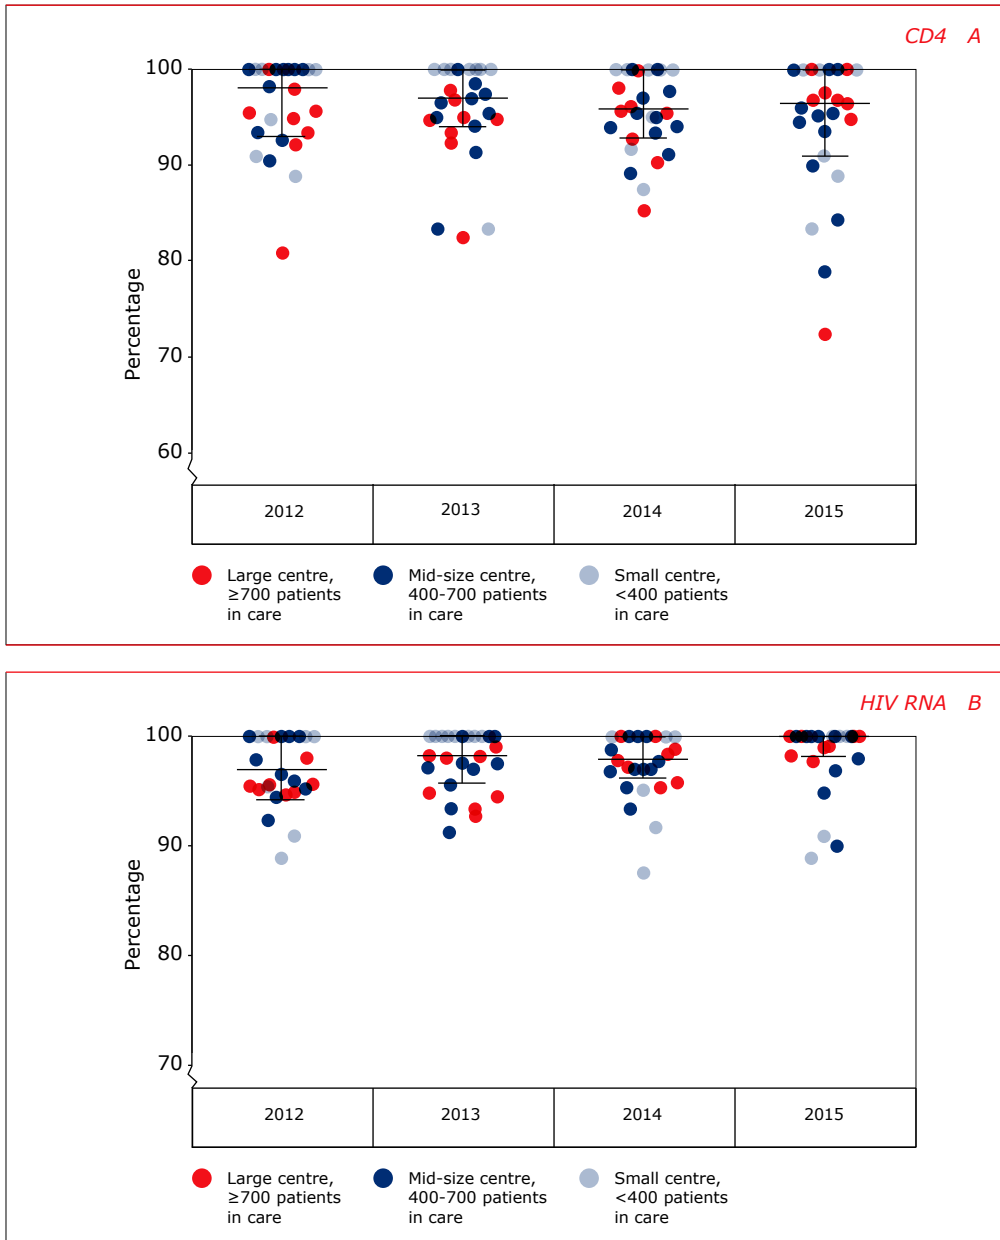 CD4 A
100
90
80
70
60
Percentage
2012
2013
2014
2015
Large centre,
≥700 patients
in care
Mid-size centre,
400-700 patients
in care
Small centre,
<400 patients
in care
HIV RNA B
100
90
80
70
Percentage
2012
2013
2014
2015
Large centre,
≥700 patients
in care
Mid-size centre,
400-700 patients
in care
Small centre,
<400 patients
in care